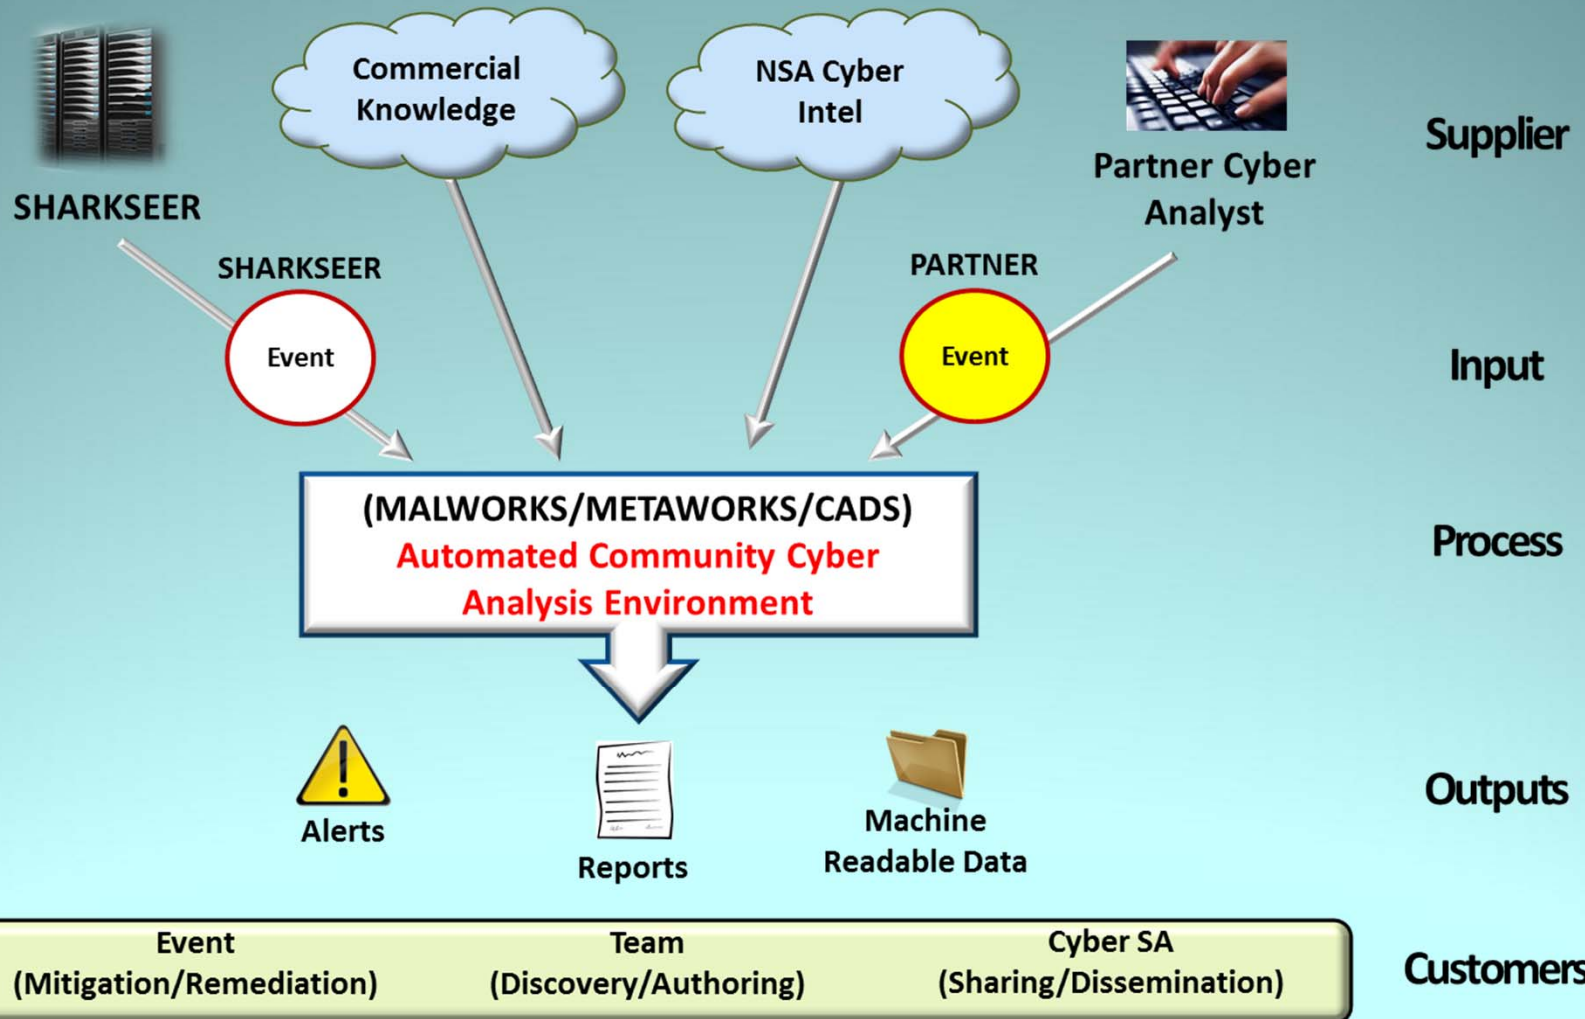 Commercial
Knowledge
NSA Cyber
Intel
Supplier
Partner Cyber
Analyst
SHARKSEER
SHARKSEER
PARTNER
Event
Event
Input
(MALWORKS/METAWORKS/CADS)
Automated Community Cyber
Analysis Environment
Process
Alerts
Reports
Machine
Readable Data
Outputs
Event
(Mitigation/Remediation)
Team
(Discovery/Authoring)
Cyber SA
(Sharing/Dissemination)
Customers